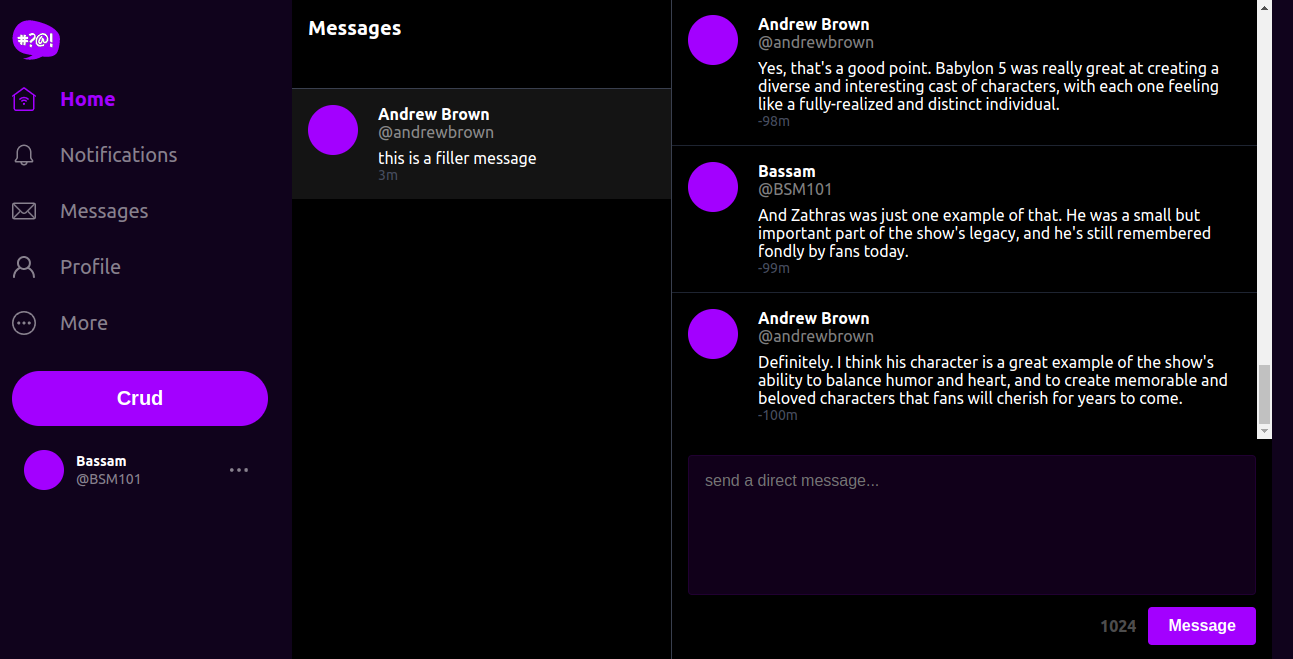 #?@!
Home
Notifications
Messages
Profile
More
Crud
Bassam
@BSM101
Messages
Andrew Brown
@andrewbrown
this is a filler message
3m
Andrew Brown
@andrewbrown
Yes, that's a good point. Babylon 5 was really great at creating a
diverse and interesting cast of characters, with each one feeling
like a fully-realized and distinct individual.
-98m
Bassam
@BSM101
And Zathras was just one example of that. He was a small but
important part of the show's legacy, and he's still remembered
fondly by fans today.
-99m
Andrew Brown
@andrewbrown
Definitely. I think his character is a great example of the show's
ability to balance humor and heart, and to create memorable and
beloved characters that fans will cherish for years to come.
-100m
send a direct message...
1024
Message